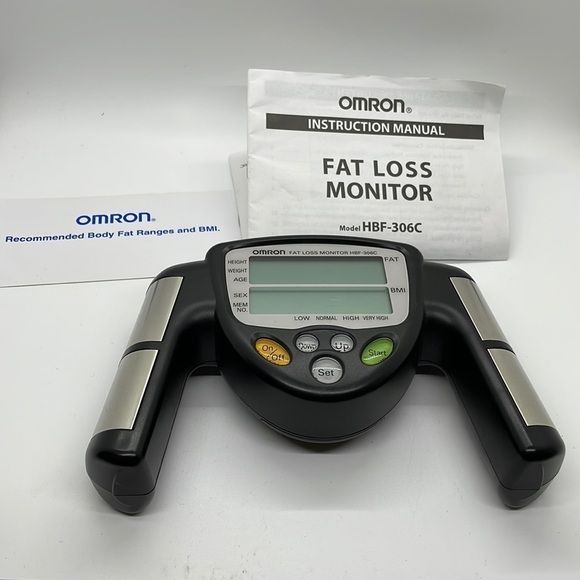 OMRON®
INSTRUCTION MANUAL
FAT LOSS
MONITOR
Model HBF-306C
OMRON®
Recommended Body Fat Ranges and BMI.
OMRON FAT LOSS MONITOR HBF-306C
HEIGHT
WEIGHT
AGE
SEX
MEM
NO.
FAT
BMI
LOW NORMAL HIGH VERY HIGH
On/Off
Down
Up
Start
Set